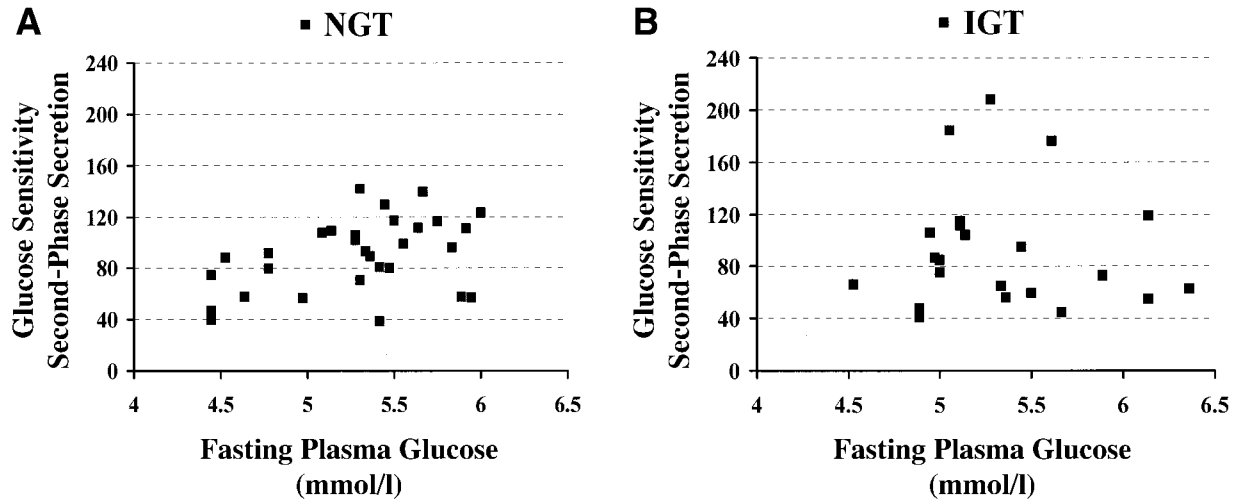 A
■ NGT
Glucose Sensitivity
Second-Phase Secretion
240
200
160
120
80
40
0
4 4.5 5 5.5 6 6.5
Fasting Plasma Glucose
(mmol/l)
B
■ IGT
Glucose Sensitivity
Second-Phase Secretion
240
200
160
120
80
40
0
4 4.5 5 5.5 6 6.5
Fasting Plasma Glucose
(mmol/l)